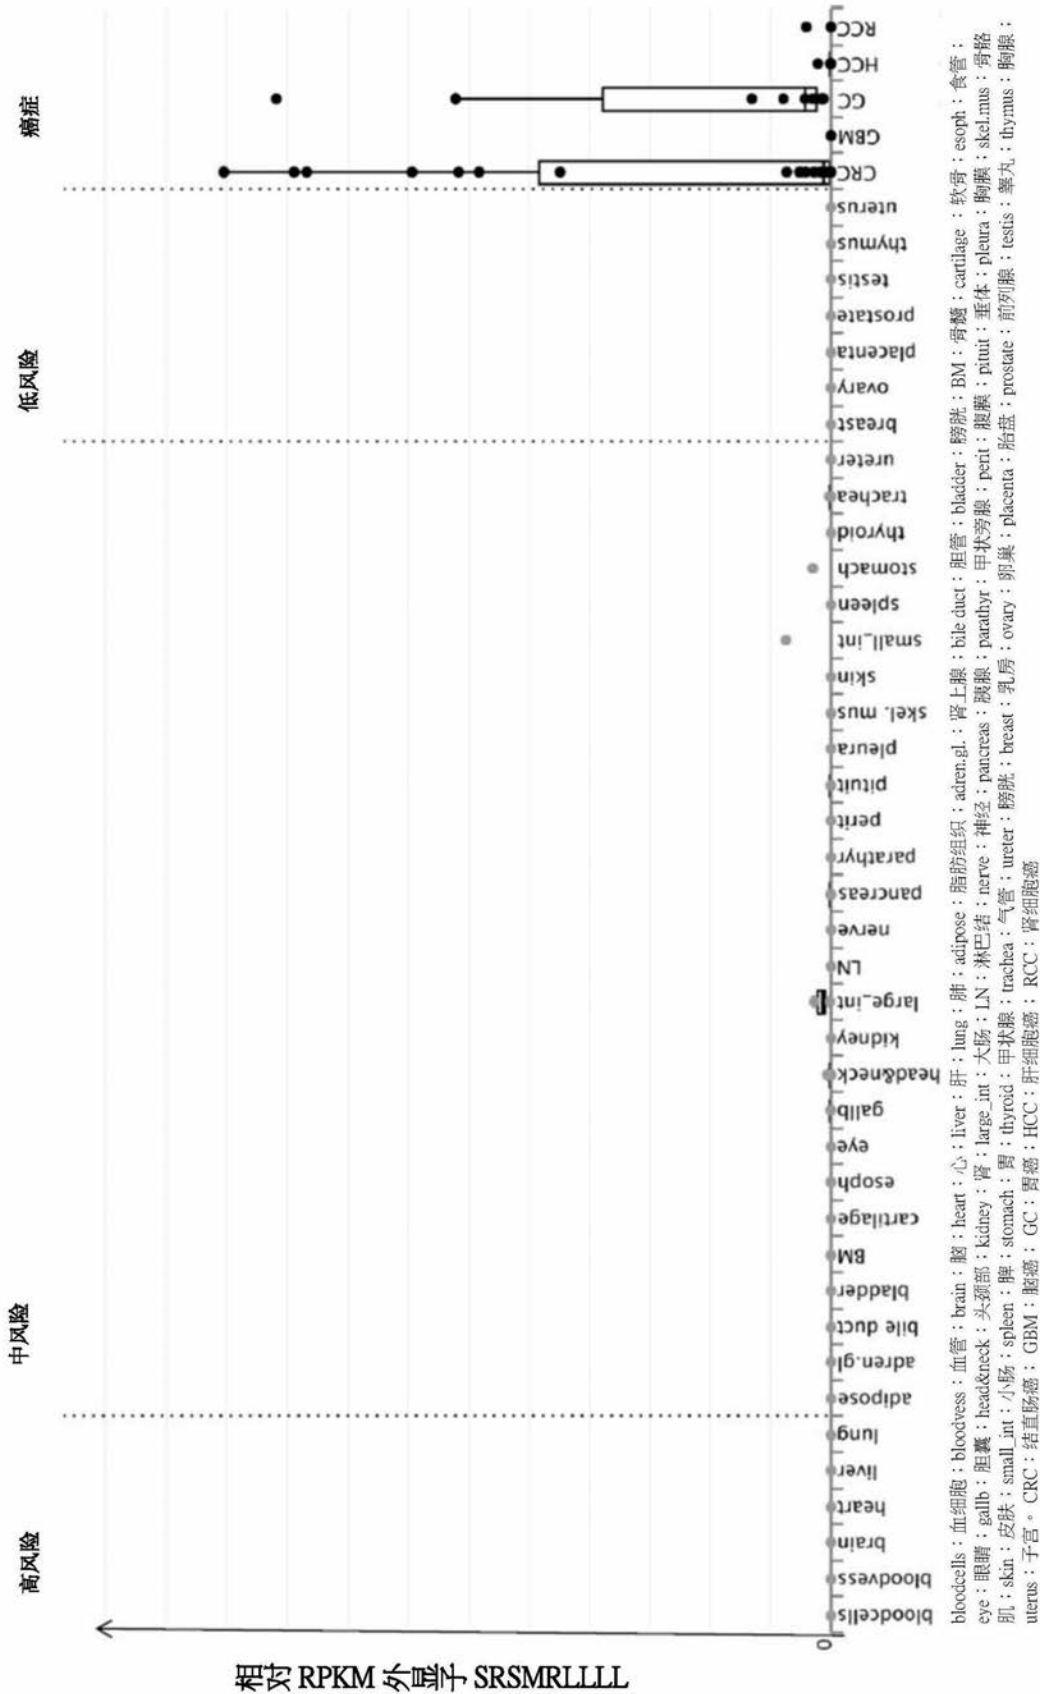 高风险
中风险
低风险
癌症
相对 RPKM 外显子 SRSMRLLLL
0
bloodcells
bloodvess
brain
heart
liver
lung
adipose
adren.gl
bile duct
bladder
BM
cartilage
esoph
eye
gallb
head&neck
kidney
large_int
LN
nerve
pancreas
parathyr
perit
pituit
pleura
skel. mus
skin
small_int
spleen
stomach
thyroid
trachea
ureter
breast
ovary
placenta
prostate
testis
thymus
uterus
CRC
GBM
GC
HCC
RCC
bloodcells：血细胞；bloodvess：血管；brain：脑；heart：心；liver：肝；lung：肺；adipose：脂肪组织；adren.gl.：肾上腺；bile duct：胆管；bladder：膀胱；BM：骨髓；cartilage：软骨；esoph：食管；
eye：眼睛；gallb：胆囊；head&neck：头颈部；kidney：肾；large_int：大肠；LN：淋巴结；nerve：神经；pancreas：胰腺；parathyr：甲状旁腺；perit：腹膜；pituit：垂体；pleura：胸膜；skel.mus：骨骼
肌；skin：皮肤；small_int：小肠；spleen：脾；stomach：胃；thyroid：甲状腺；trachea：气管；ureter：膀胱；breast：乳房；ovary：卵巢；placenta：胎盘；prostate：前列腺；testis：睾丸；thymus：胸腺；
uterus：子宫。CRC：结直肠癌；GBM：脑癌；GC：胃癌；HCC：肝细胞癌；RCC：肾细胞癌